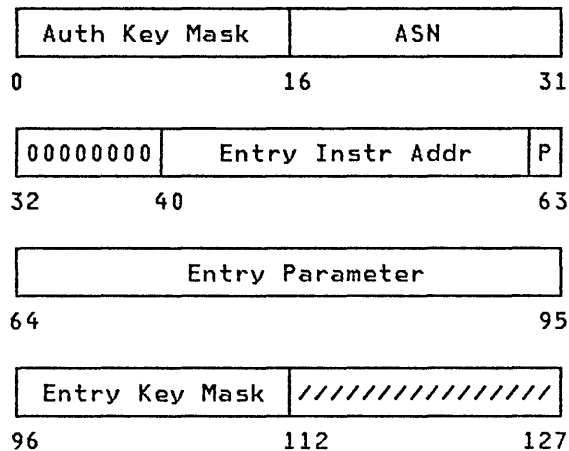 Auth Key Mask ASN
0 16 31
00000000 Entry Instr Addr P
32 40 63
Entry Parameter
64 95
Entry Key Mask ////////////////
96 112 127